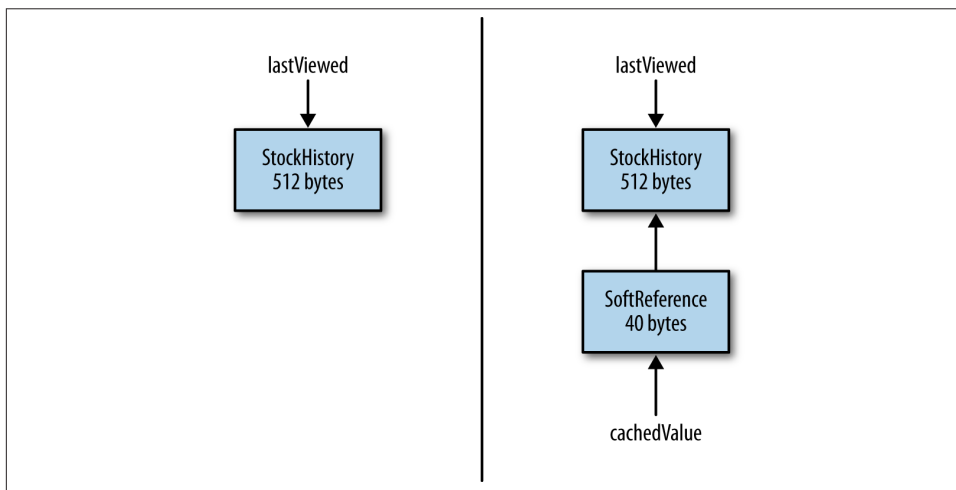 lastViewed
StockHistory
512 bytes
lastViewed
StockHistory
512 bytes
SoftReference
40 bytes
cachedValue